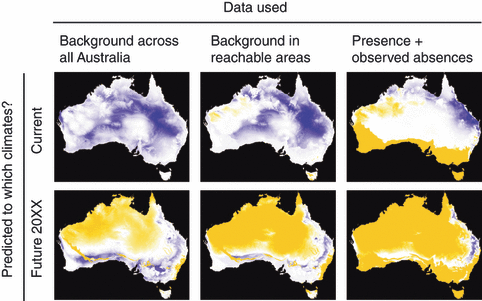 Data used
Background across
all Australia
Background in
reachable areas
Presence +
observed absences
Predicted to which climates?
Current
Future 20XX